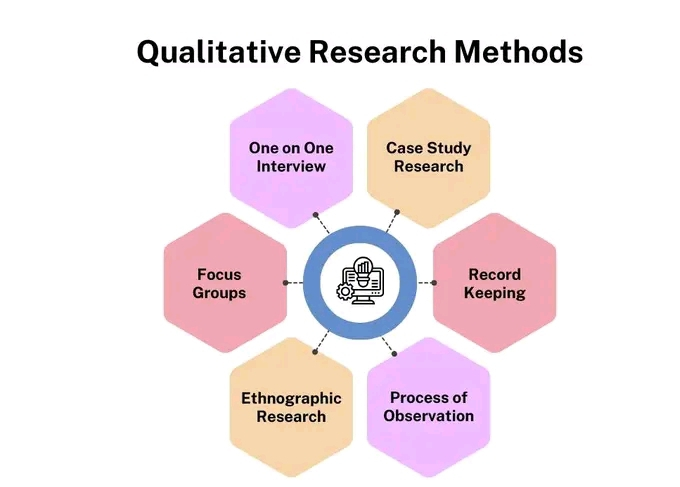 Qualitative Research Methods
One on One
Interview
Case Study
Research
Focus
Groups
Record
Keeping
Ethnographic
Research
Process of
Observation